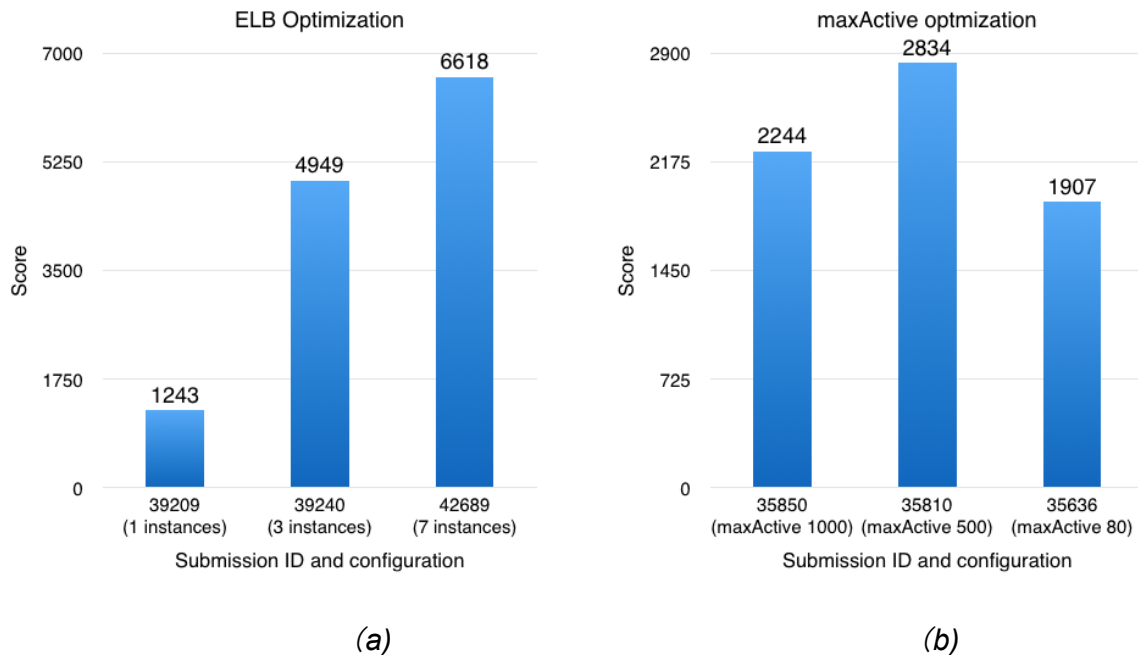 ELB Optimization
7000
5250
3500
1750
0
Score
1243
4949
6618
39209
(1 instances)
39240
(3 instances)
42689
(7 instances)
Submission ID and configuration
(a)
maxActive optmization
2900
2175
1450
725
0
Score
2244
2834
1907
35850
(maxActive 1000)
35810
(maxActive 500)
35636
(maxActive 80)
Submission ID and configuration
(b)